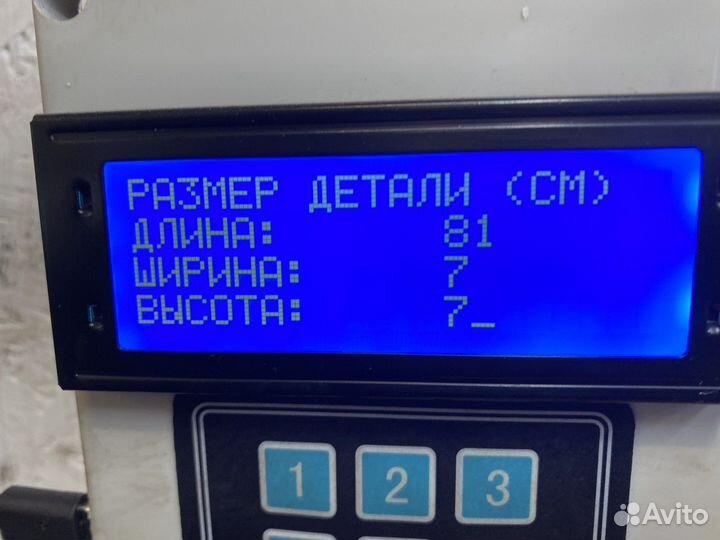 РАЗМЕР ДЕТАЛИ (СМ)
ДЛИНА: 81
ШИРИНА: 7
ВЫСОТА: 7_
1 2 3
Avito